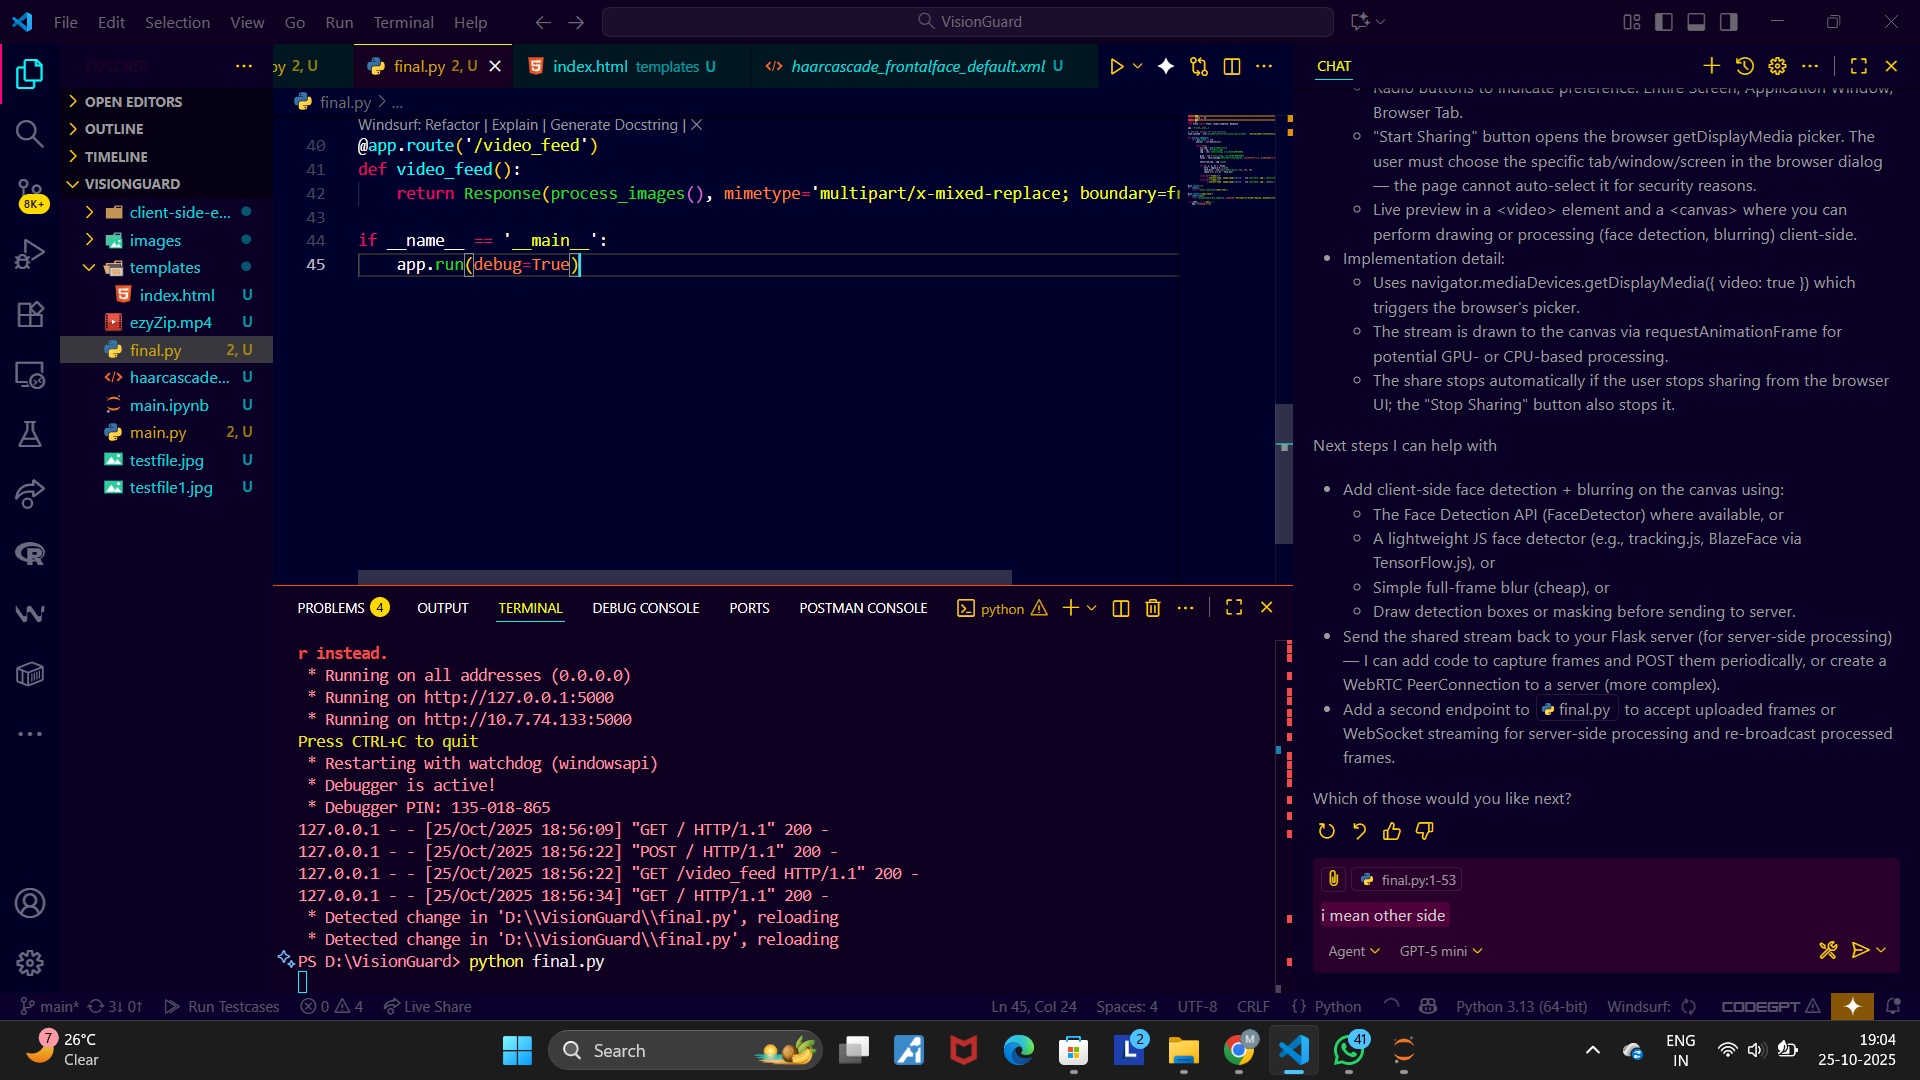 File Edit Selection View Go Run Terminal Help
VisionGuard
EXPLORER
OPEN EDITORS
OUTLINE
TIMELINE
VISIONGUARD
client-side-e...
images
templates
index.html U
ezyZip.mp4 U
final.py 2, U
haarcascade... U
main.ipynb U
main.py 2, U
testfile.jpg U
testfile1.jpg U
8K+
py 2, U
final.py 2, U
index.html templates U
haarcascade_frontalface_default.xml U
final.py > ...
Windsurf: Refactor | Explain | Generate Docstring | X
40 @app.route('/video_feed')
41 def video_feed():
42 return Response(process_images(), mimetype='multipart/x-mixed-replace; boundary=fr
43
44 if __name__ == '__main__':
45 app.run(debug=True)
PROBLEMS 4 OUTPUT TERMINAL DEBUG CONSOLE PORTS POSTMAN CONSOLE python
r instead.
* Running on all addresses (0.0.0.0)
* Running on http://127.0.0.1:5000
* Running on http://10.7.74.133:5000
Press CTRL+C to quit
* Restarting with watchdog (windowsapi)
* Debugger is active!
* Debugger PIN: 135-018-865
127.0.0.1 - - [25/Oct/2025 18:56:09] "GET / HTTP/1.1" 200 -
127.0.0.1 - - [25/Oct/2025 18:56:22] "POST / HTTP/1.1" 200 -
127.0.0.1 - - [25/Oct/2025 18:56:22] "GET /video_feed HTTP/1.1" 200 -
127.0.0.1 - - [25/Oct/2025 18:56:34] "GET / HTTP/1.1" 200 -
* Detected change in 'D:\\VisionGuard\\final.py', reloading
* Detected change in 'D:\\VisionGuard\\final.py', reloading
PS D:\VisionGuard> python final.py
CHAT
Radio buttons to indicate preference: Entire Screen, Application Window,
Browser Tab.
"Start Sharing" button opens the browser getDisplayMedia picker. The
user must choose the specific tab/window/screen in the browser dialog
— the page cannot auto-select it for security reasons.
Live preview in a <video> element and a <canvas> where you can
perform drawing or processing (face detection, blurring) client-side.
Implementation detail:
Uses navigator.mediaDevices.getDisplayMedia({ video: true }) which
triggers the browser's picker.
The stream is drawn to the canvas via requestAnimationFrame for
potential GPU- or CPU-based processing.
The share stops automatically if the user stops sharing from the browser
UI; the "Stop Sharing" button also stops it.
Next steps I can help with
Add client-side face detection + blurring on the canvas using:
The Face Detection API (FaceDetector) where available, or
A lightweight JS face detector (e.g., tracking.js, BlazeFace via
TensorFlow.js), or
Simple full-frame blur (cheap), or
Draw detection boxes or masking before sending to server.
Send the shared stream back to your Flask server (for server-side processing)
— I can add code to capture frames and POST them periodically, or create a
WebRTC PeerConnection to a server (more complex).
Add a second endpoint to final.py to accept uploaded frames or
WebSocket streaming for server-side processing and re-broadcast processed
frames.
Which of those would you like next?
final.py:1-53
i mean other side
Agent GPT-5 mini
main* 3↓ 0↑ Run Testcases 0 4 Live Share Ln 45, Col 24 Spaces: 4 UTF-8 CRLF {} Python Python 3.13 (64-bit) Windsurf: CODEGPT
7 26°C
Clear
Search
2
M
41
ENG
IN
19:04
25-10-2025